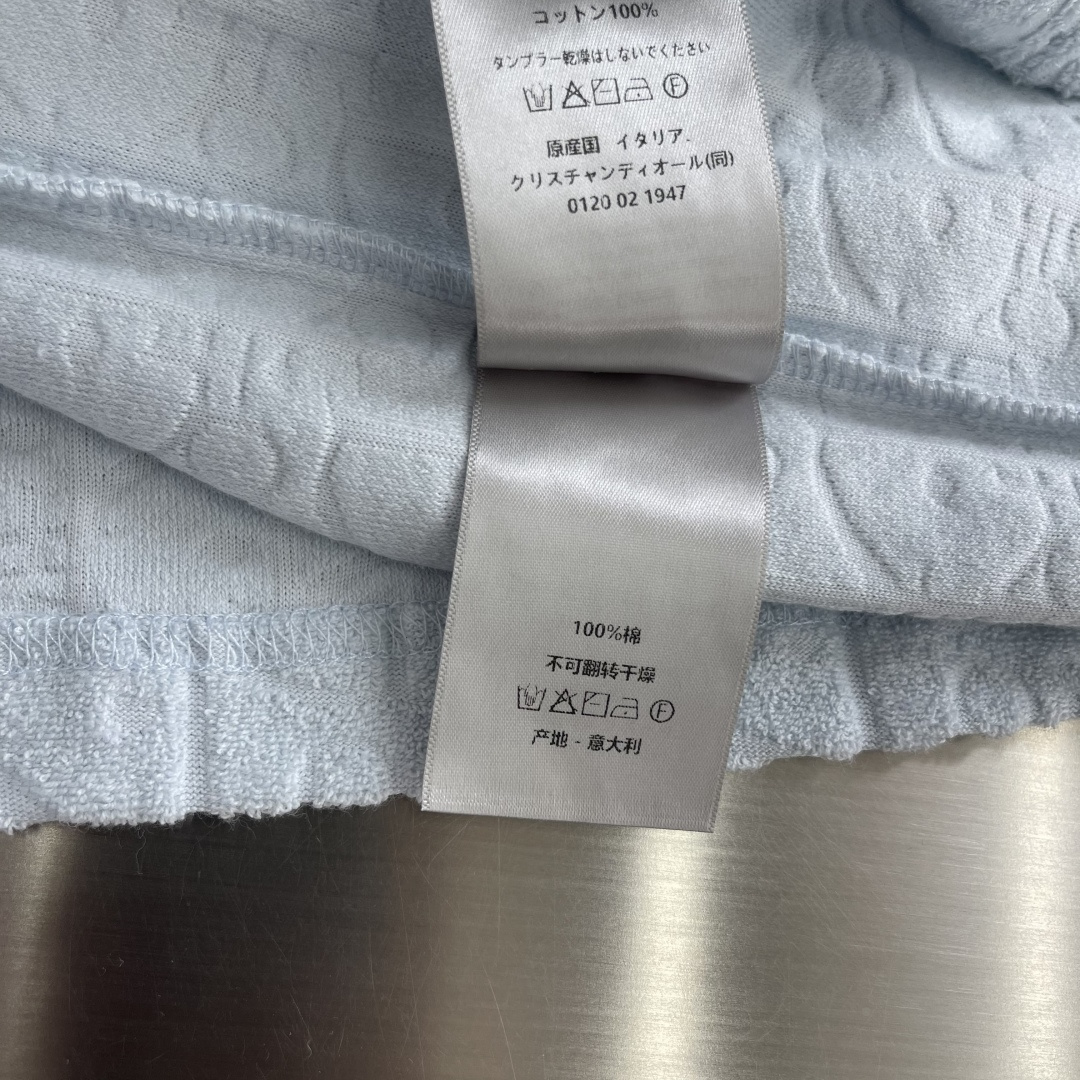 コットン100%
タンブラー乾燥はしないでください
F
原産国 イタリア.
クリスチャンディオール(同)
0120 02 1947
100%棉
不可翻转干燥
F
产地 - 意大利